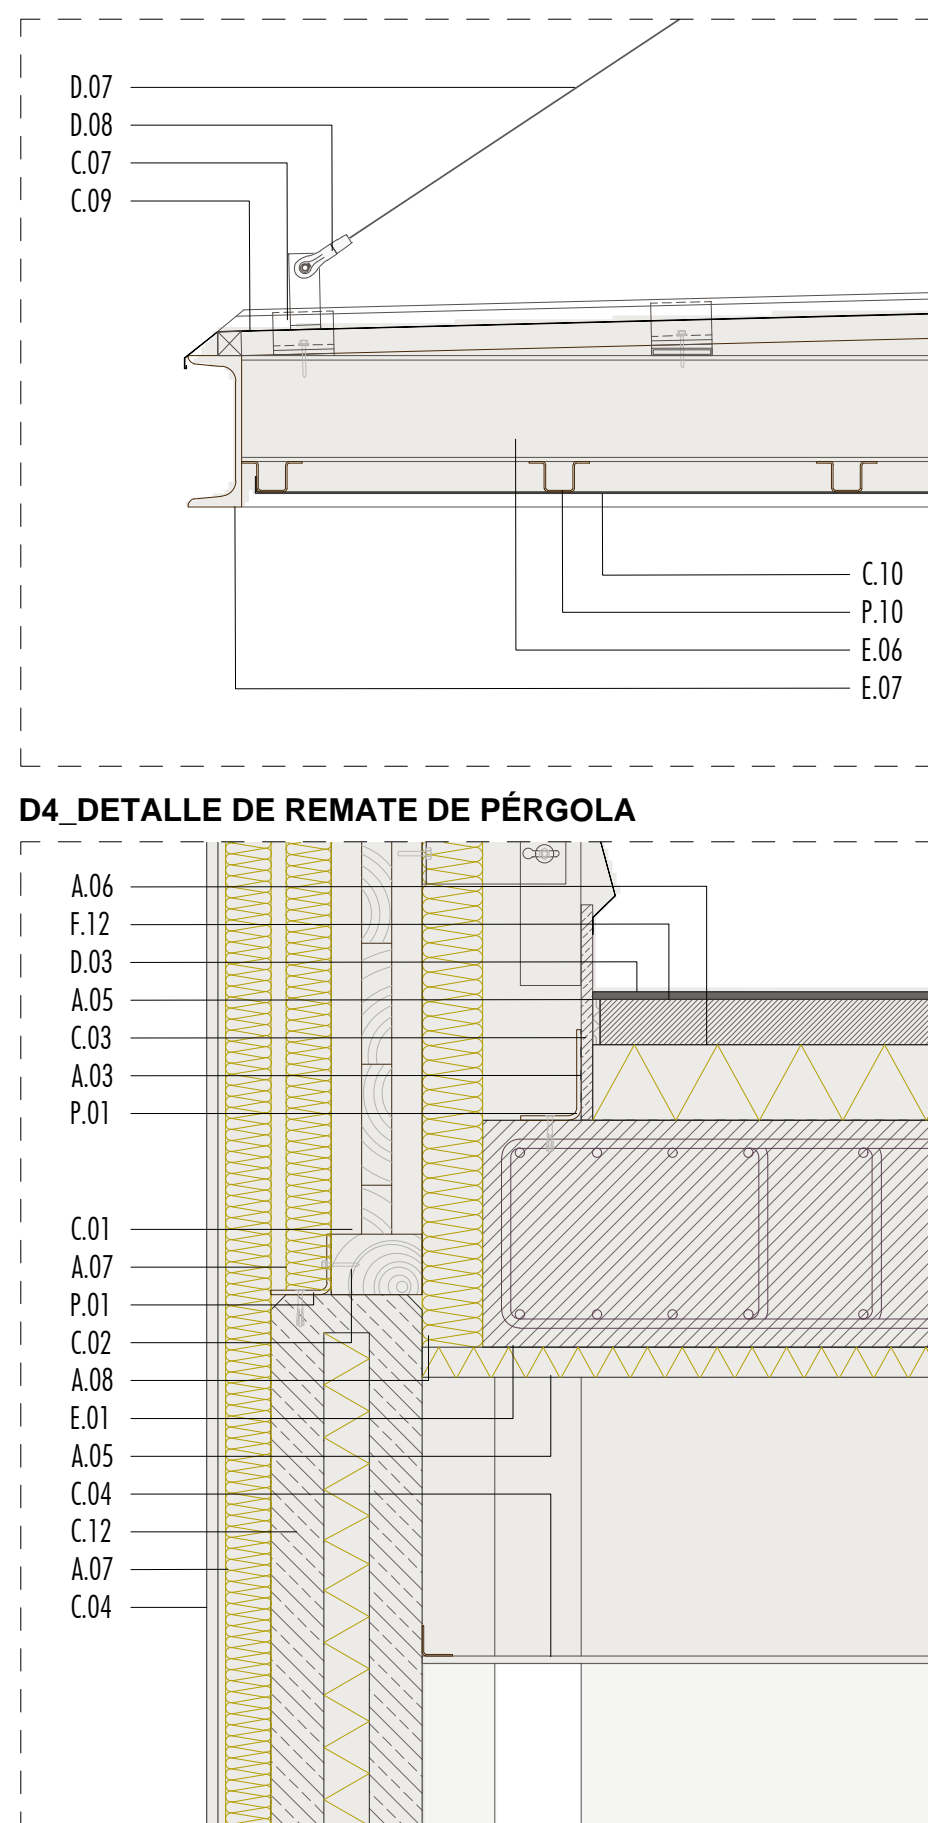 D.07
D.08
C.07
C.09
C.10
P.10
E.06
E.07
D4_DETALLE DE REMATE DE PÉRGOLA
A.06
F.12
D.03
A.05
C.03
A.03
P.01
C.01
A.07
P.01
C.02
A.08
E.01
A.05
C.04
C.12
A.07
C.04